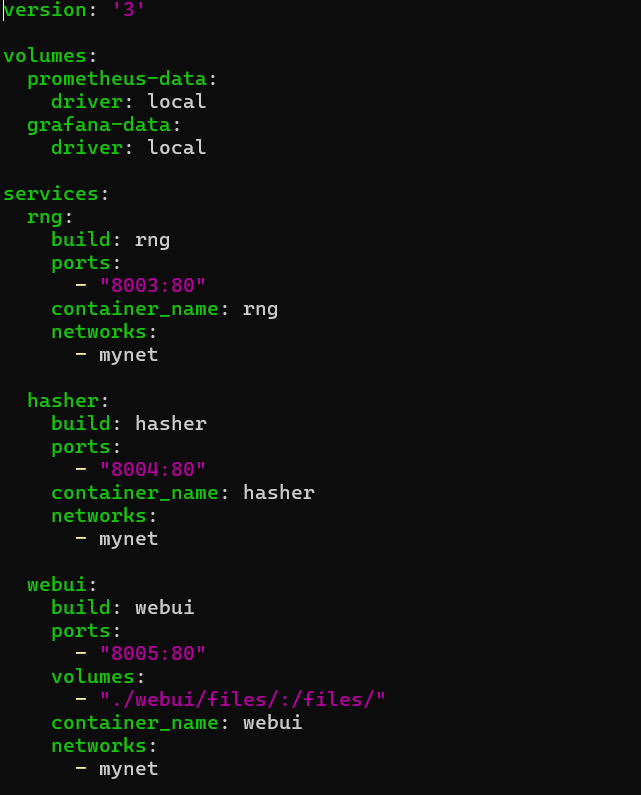 version: '3'

volumes:
  prometheus-data:
    driver: local
  grafana-data:
    driver: local

services:
  rng:
    build: rng
    ports:
      - "8003:80"
    container_name: rng
    networks:
      - mynet

  hasher:
    build: hasher
    ports:
      - "8004:80"
    container_name: hasher
    networks:
      - mynet

  webui:
    build: webui
    ports:
      - "8005:80"
    volumes:
      - "./webui/files/:/files/"
    container_name: webui
    networks:
      - mynet